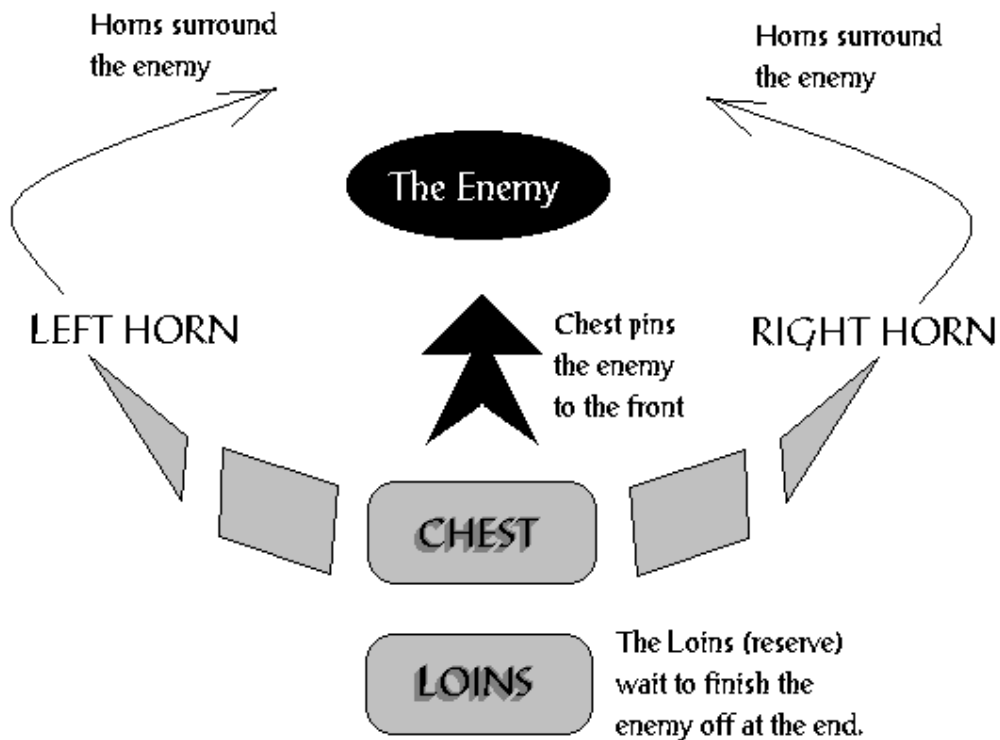 Horns surround
the enemy
Horns surround
the enemy
The Enemy
LEFT HORN
Chest pins
the enemy
to the front
RIGHT HORN
CHEST
LOINS
The Loins (reserve)
wait to finish the
enemy off at the end.